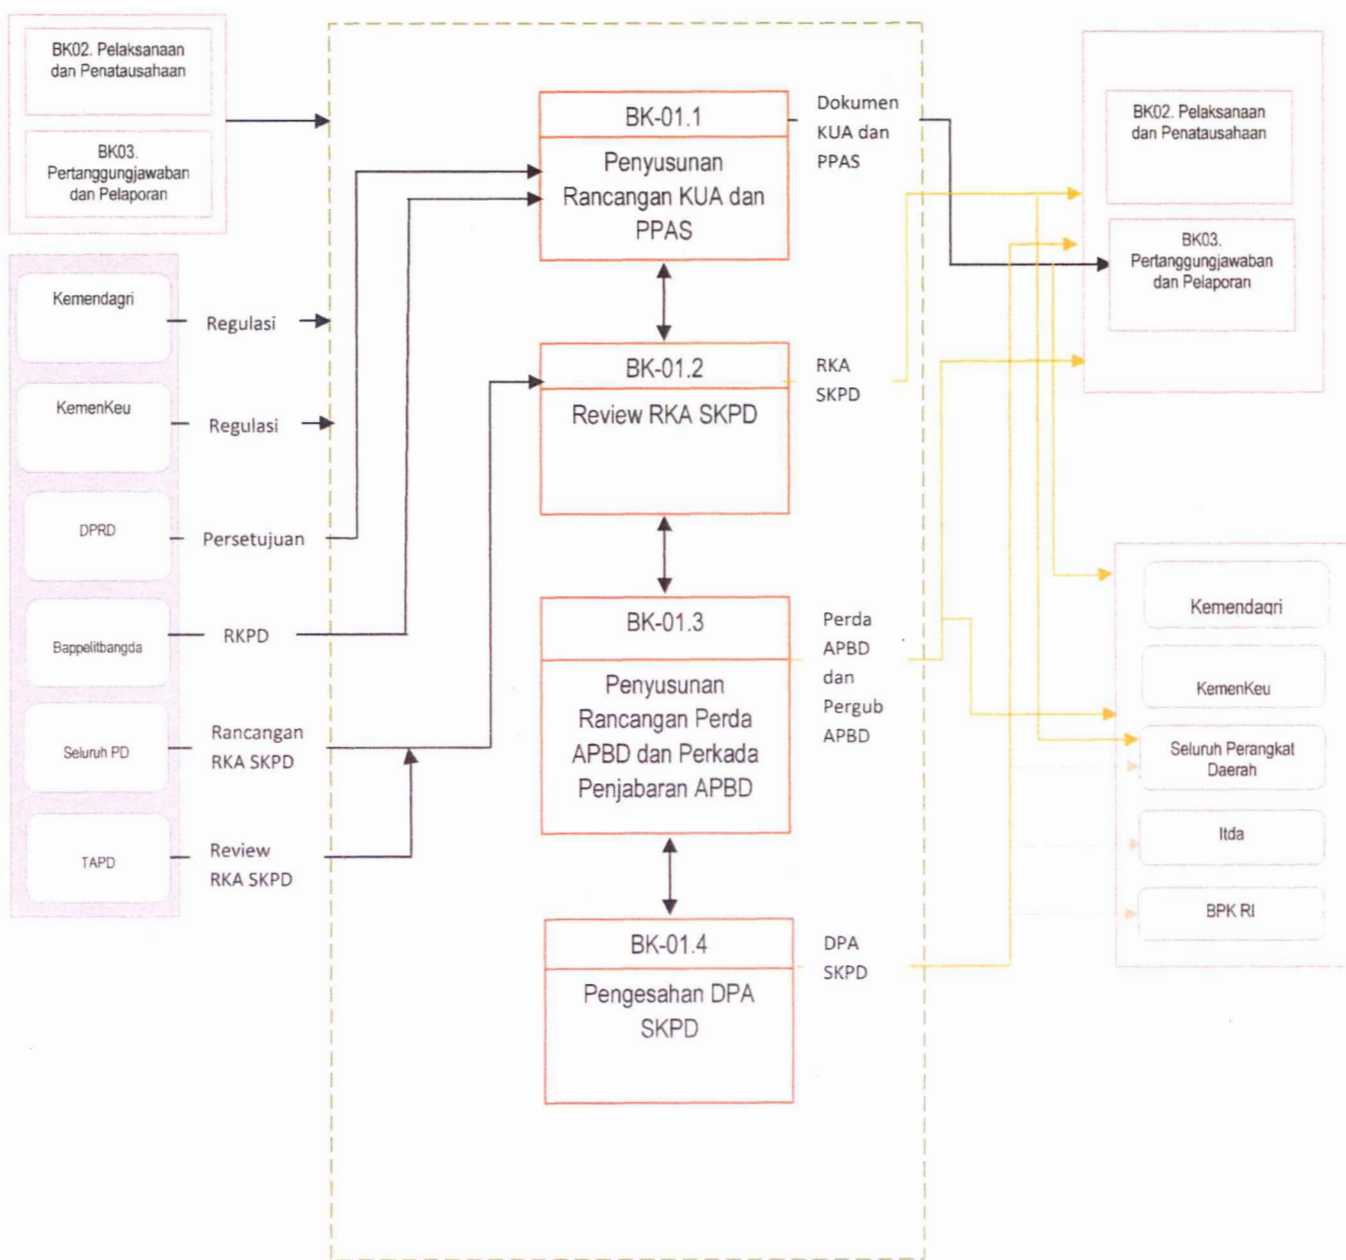 BK02. Pelaksanaan
dan Penatausahaan
BK03.
Pertanggungjawaban
dan Pelaporan
Kemendagri
Regulasi
KemenKeu
Regulasi
DPRD
Persetujuan
Bappelitbangda
RKPD
Seluruh PD
Rancangan
RKA SKPD
TAPD
Review
RKA SKPD
BK-01.1
Penyusunan
Rancangan KUA dan
PPAS
Dokumen
KUA dan
PPAS
BK-01.2
Review RKA SKPD
RKA
SKPD
BK-01.3
Penyusunan
Rancangan Perda
APBD dan Perkada
Penjabaran APBD
Perda
APBD
dan
Pergub
APBD
BK-01.4
Pengesahan DPA
SKPD
DPA
SKPD
BK02. Pelaksanaan
dan Penatausahaan
BK03.
Pertanggungjawaban
dan Pelaporan
Kemendagri
KemenKeu
Seluruh Perangkat
Daerah
Itda
BPK RI